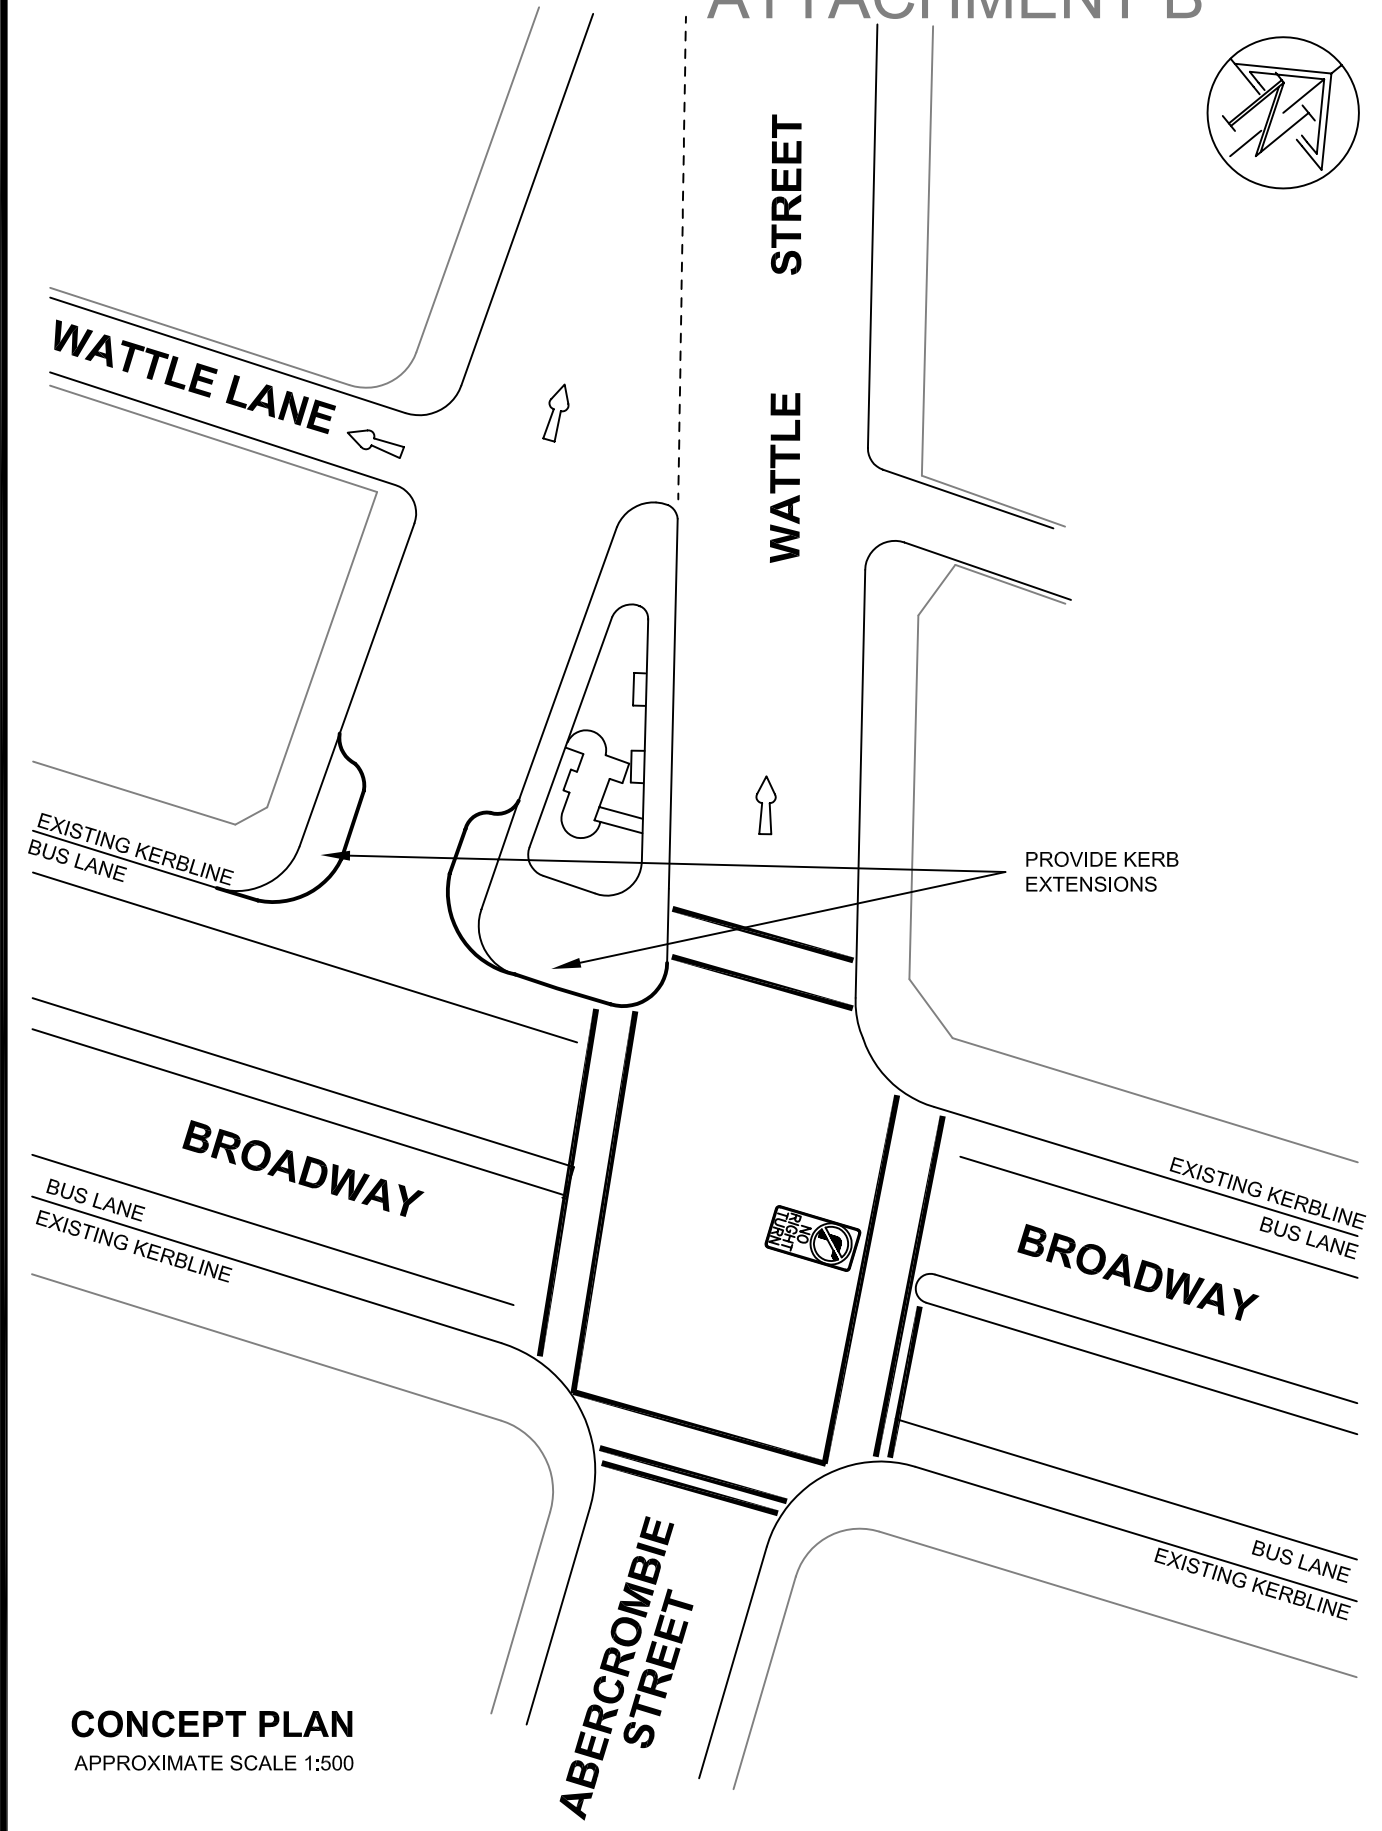 ATTACHMENT B
WATTLE STREET
WATTLE LANE
EXISTING KERBLINE
BUS LANE
PROVIDE KERB
EXTENSIONS
BROADWAY
BUS LANE
EXISTING KERBLINE
NO
RIGHT
TURN
EXISTING KERBLINE
BUS LANE
BROADWAY
BUS LANE
EXISTING KERBLINE
ABERCROMBIE
STREET
CONCEPT PLAN
APPROXIMATE SCALE 1:500